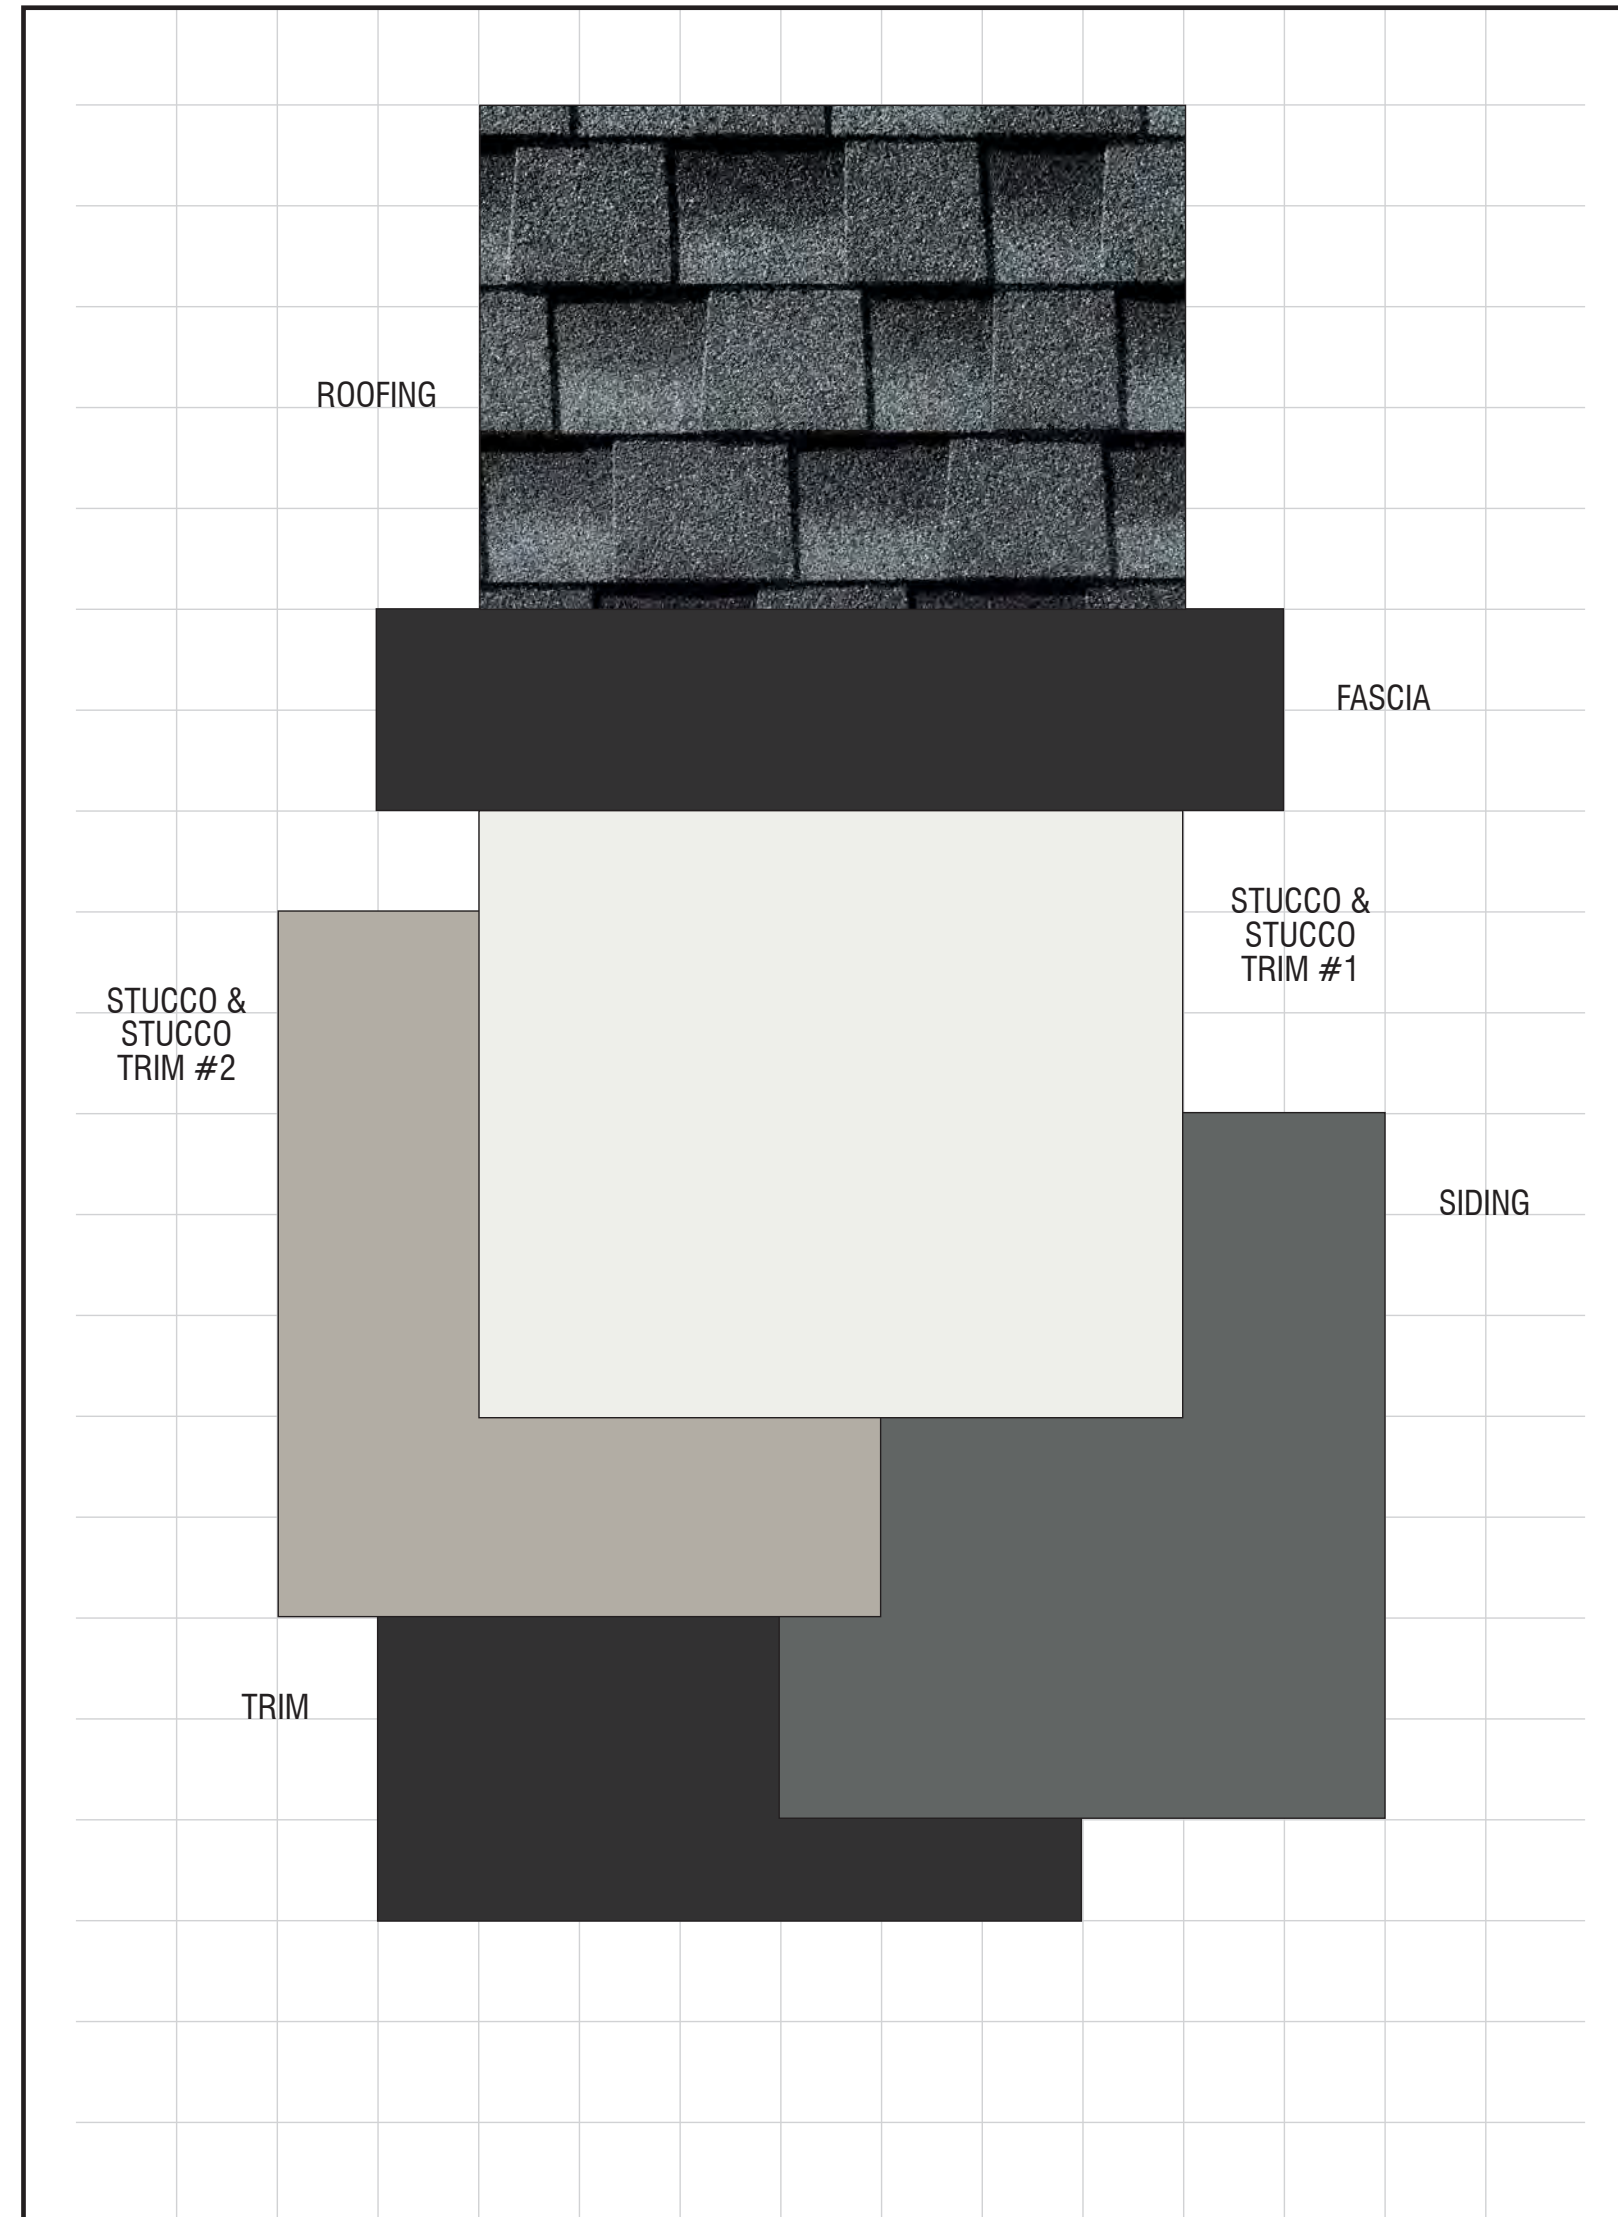 ROOFING
FASCIA
STUCCO &
STUCCO
TRIM #1
STUCCO &
STUCCO
TRIM #2
SIDING
TRIM